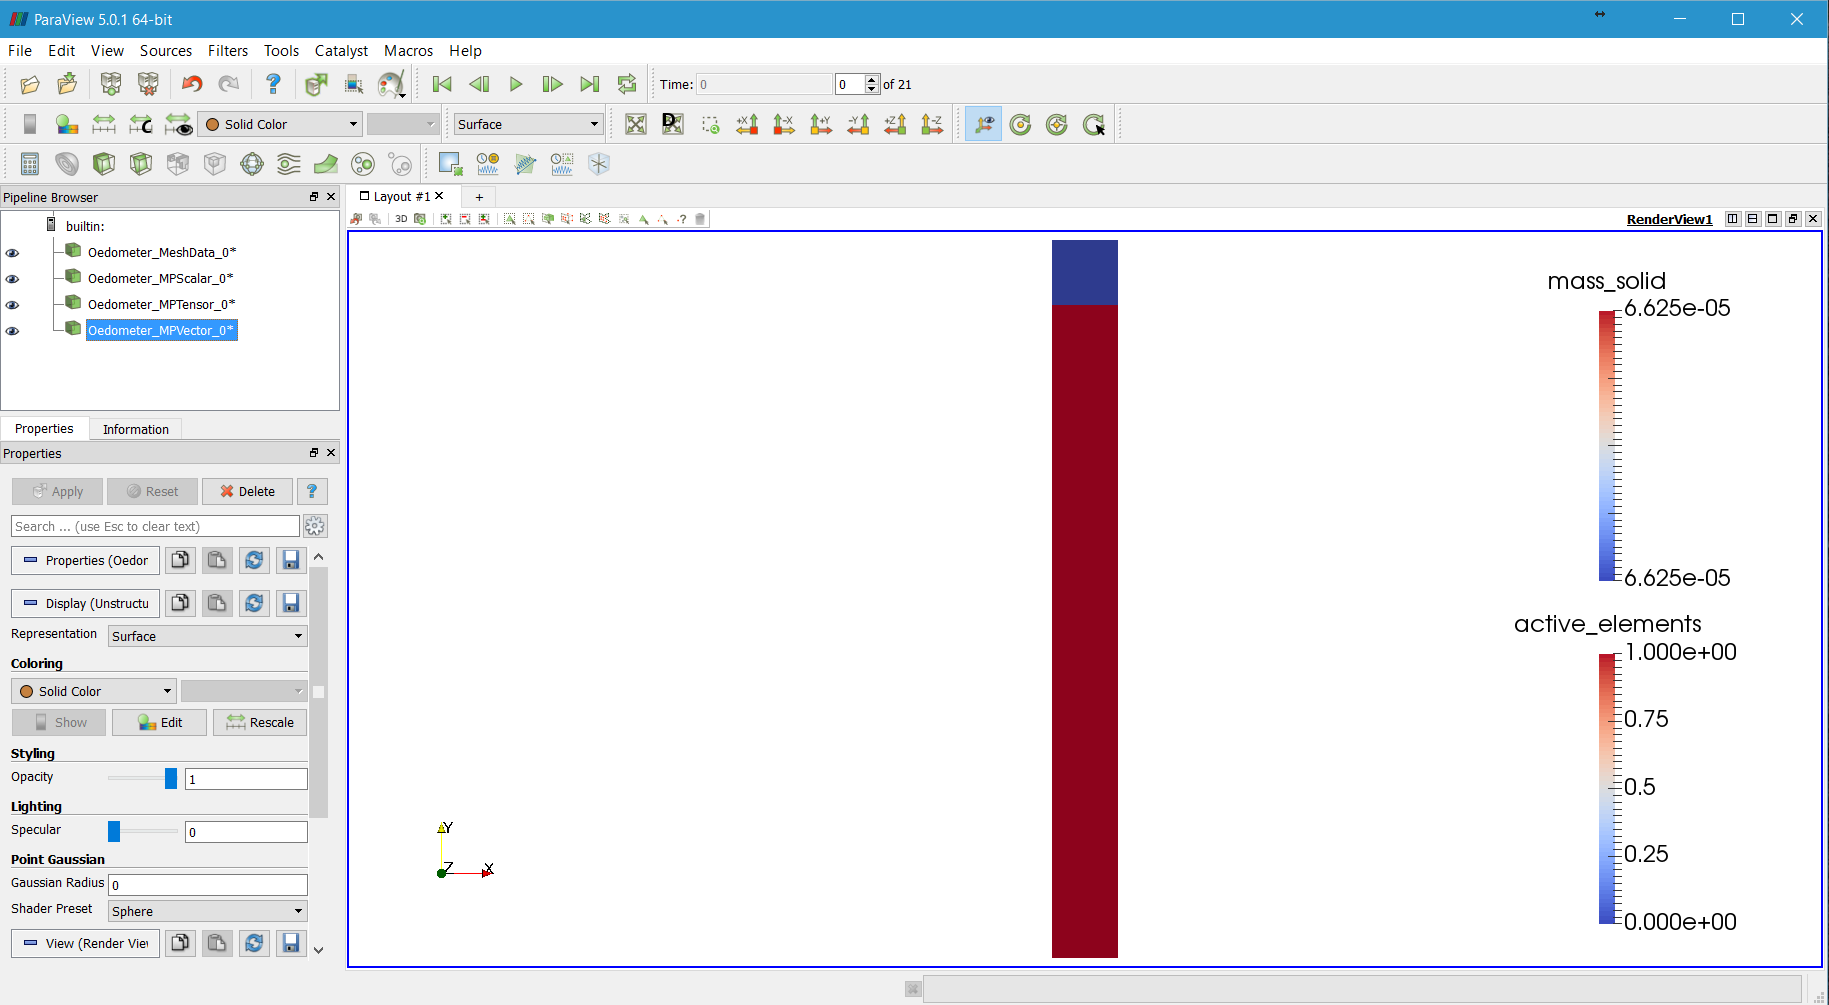 ParaView 5.0.1 64-bit
File Edit View Sources Filters Tools Catalyst Macros Help
Time: 0 0 of 21
Solid Color Surface D +X -X +Y -Y +Z -Z
Pipeline Browser
Layout #1
+
3D
?
RenderView1
builtin:
Oedometer_MeshData_0*
Oedometer_MPScalar_0*
Oedometer_MPTensor_0*
Oedometer_MPVector_0*
Properties Information
Properties
Apply Reset Delete ?
Search ... (use Esc to clear text)
Properties (Oedor
Display (Unstructu
Representation Surface
Coloring
Solid Color
Show Edit Rescale
Styling
Opacity 1
Lighting
Specular 0
Point Gaussian
Gaussian Radius 0
Shader Preset Sphere
View (Render Vie
mass_solid
6.625e-05
6.625e-05
active_elements
1.000e+00
0.75
0.5
0.25
0.000e+00
Y
Z X